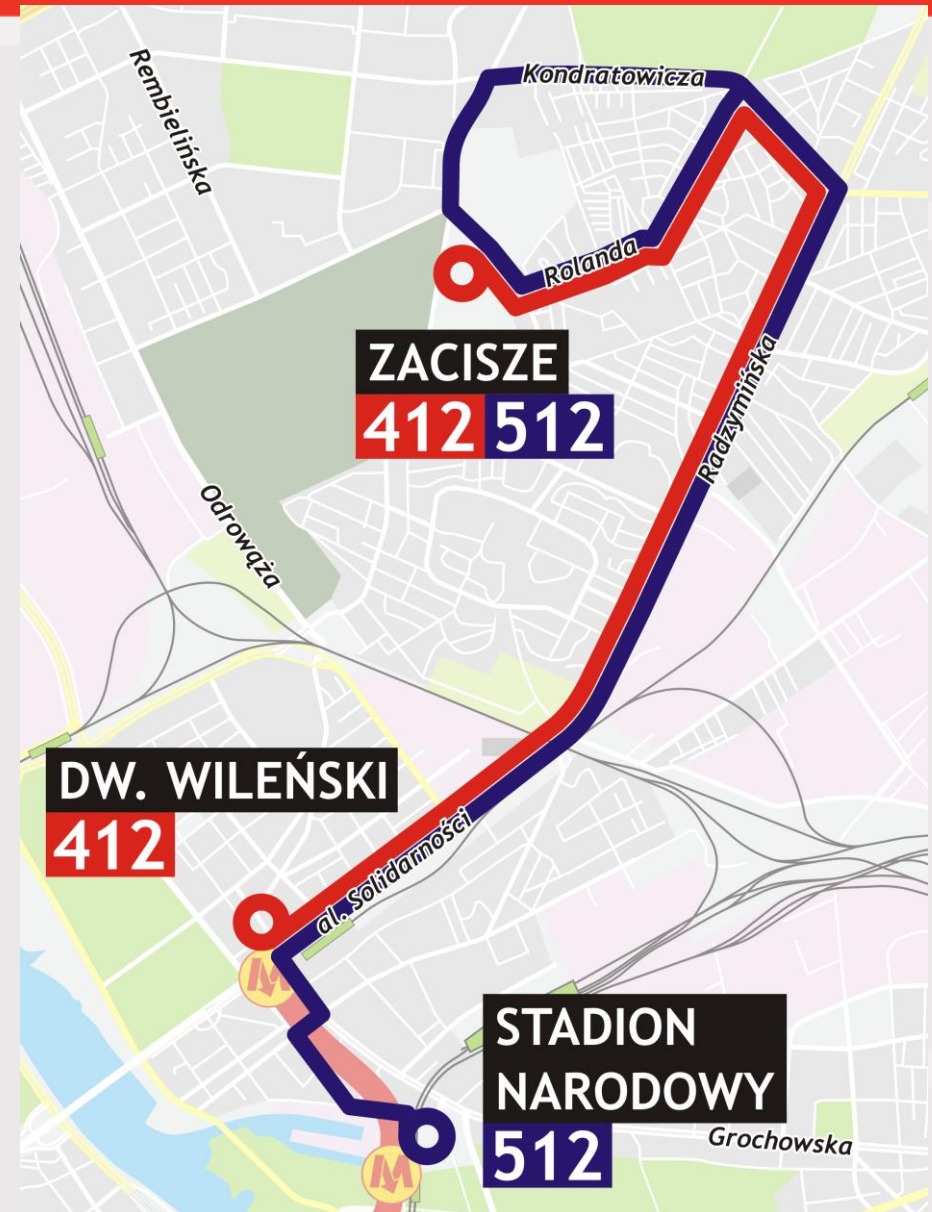 Kondratowicza
Rembielińska
Rolanda
ZACISZE
412 512
Radzymińska
Odrowąża
DW. WILEŃSKI
412
al. Solidarności
M
STADION
NARODOWY
512
Grochowska
M